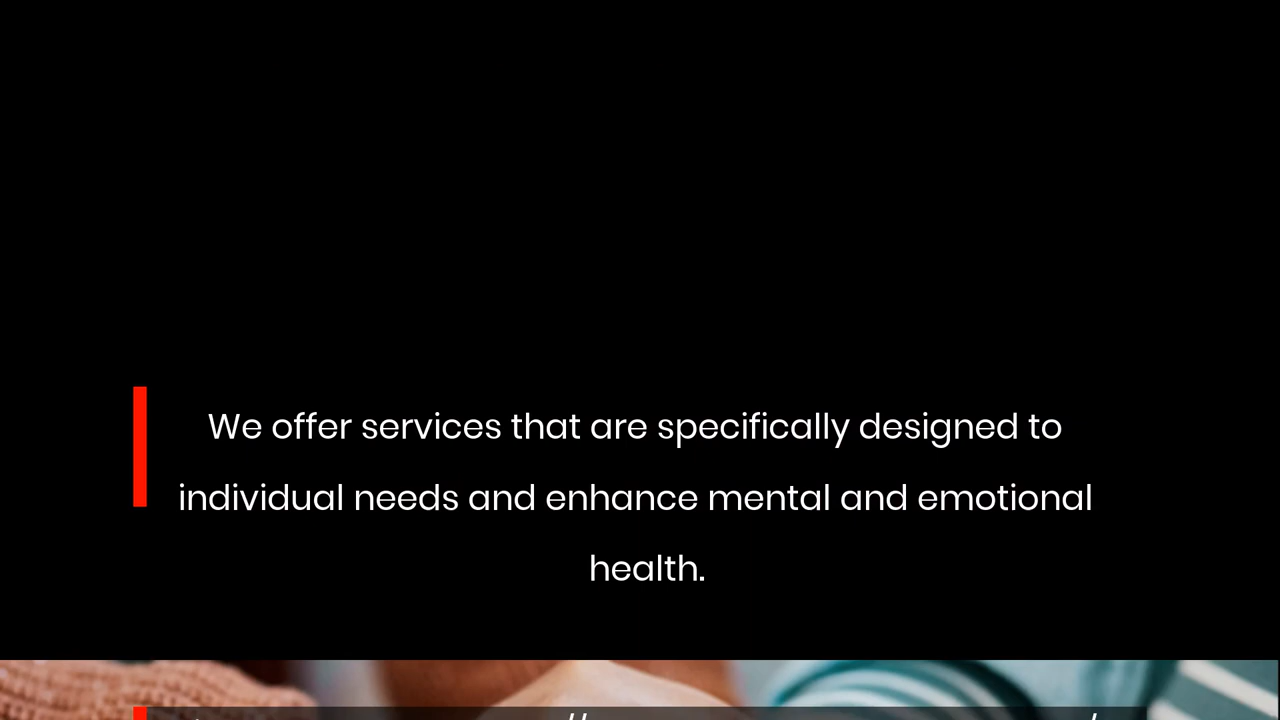 We offer services that are specifically designed to
individual needs and enhance mental and emotional
health.